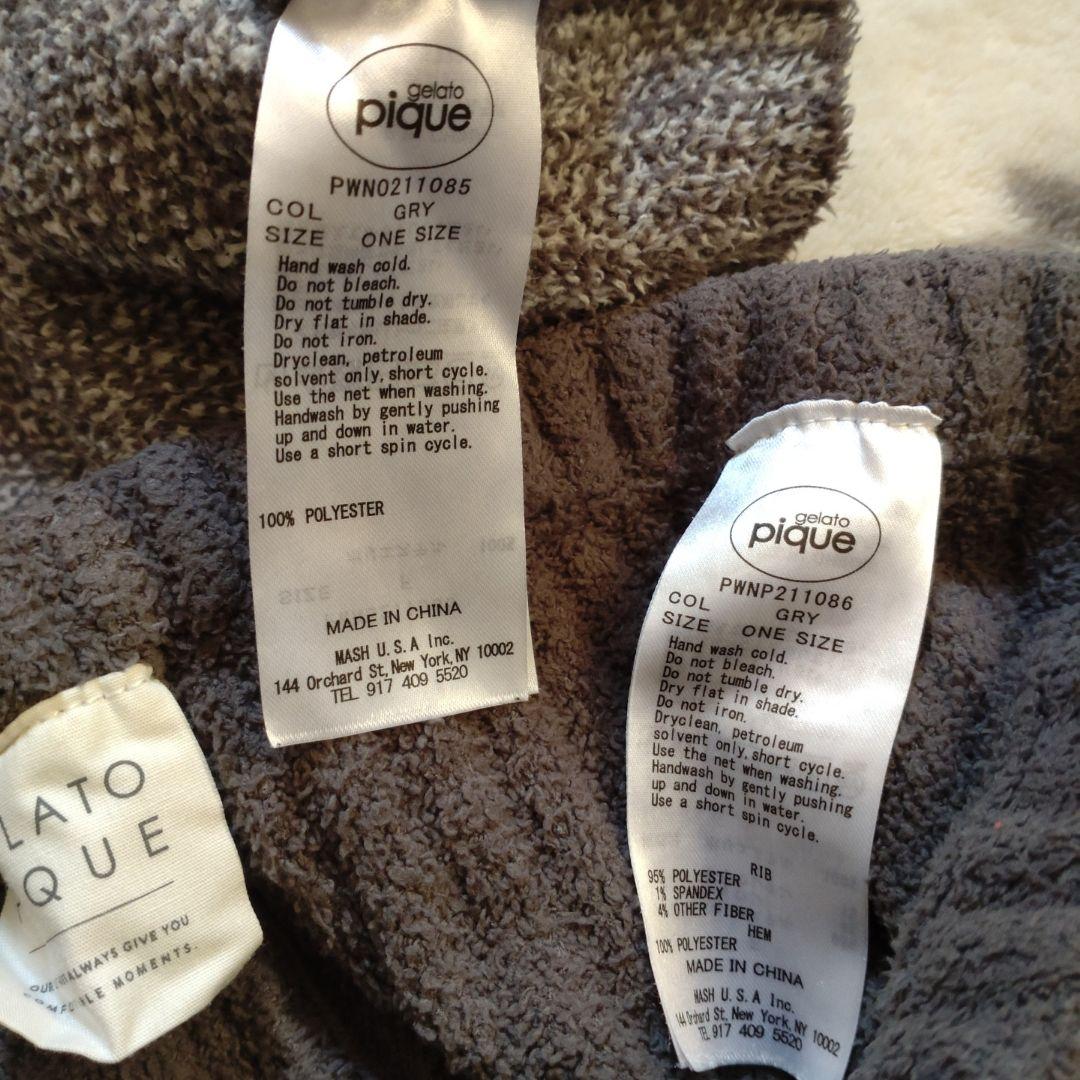 gelato
pique
PWNO211085
COL GRY
SIZE ONE SIZE
Hand wash cold.
Do not bleach.
Do not tumble dry.
Dry flat in shade.
Do not iron.
Dryclean, petroleum
solvent only, short cycle.
Use the net when washing.
Handwash by gently pushing
up and down in water.
Use a short spin cycle.
100% POLYESTER
MADE IN CHINA
MASH U.S.A Inc.
144 Orchard St, New York, NY 10002
TEL 917 409 5520
gelato
pique
PWNP211086
COL GRY
SIZE ONE SIZE
Hand wash cold.
Do not bleach.
Do not tumble dry.
Dry flat in shade.
Do not iron.
Dryclean, petroleum
solvent only, short cycle.
Use the net when washing.
Handwash by gently pushing
up and down in water.
Use a short spin cycle.
RIB
95% POLYESTER
1% SPANDEX
4% OTHER FIBER
HEM
100% POLYESTER
MADE IN CHINA
MASH U.S.A Inc.
144 Orchard St, New York, NY 10002
TEL 917 409 5520
LATO
QUE
ALWAYS GIVE YOU
MOMENTS.